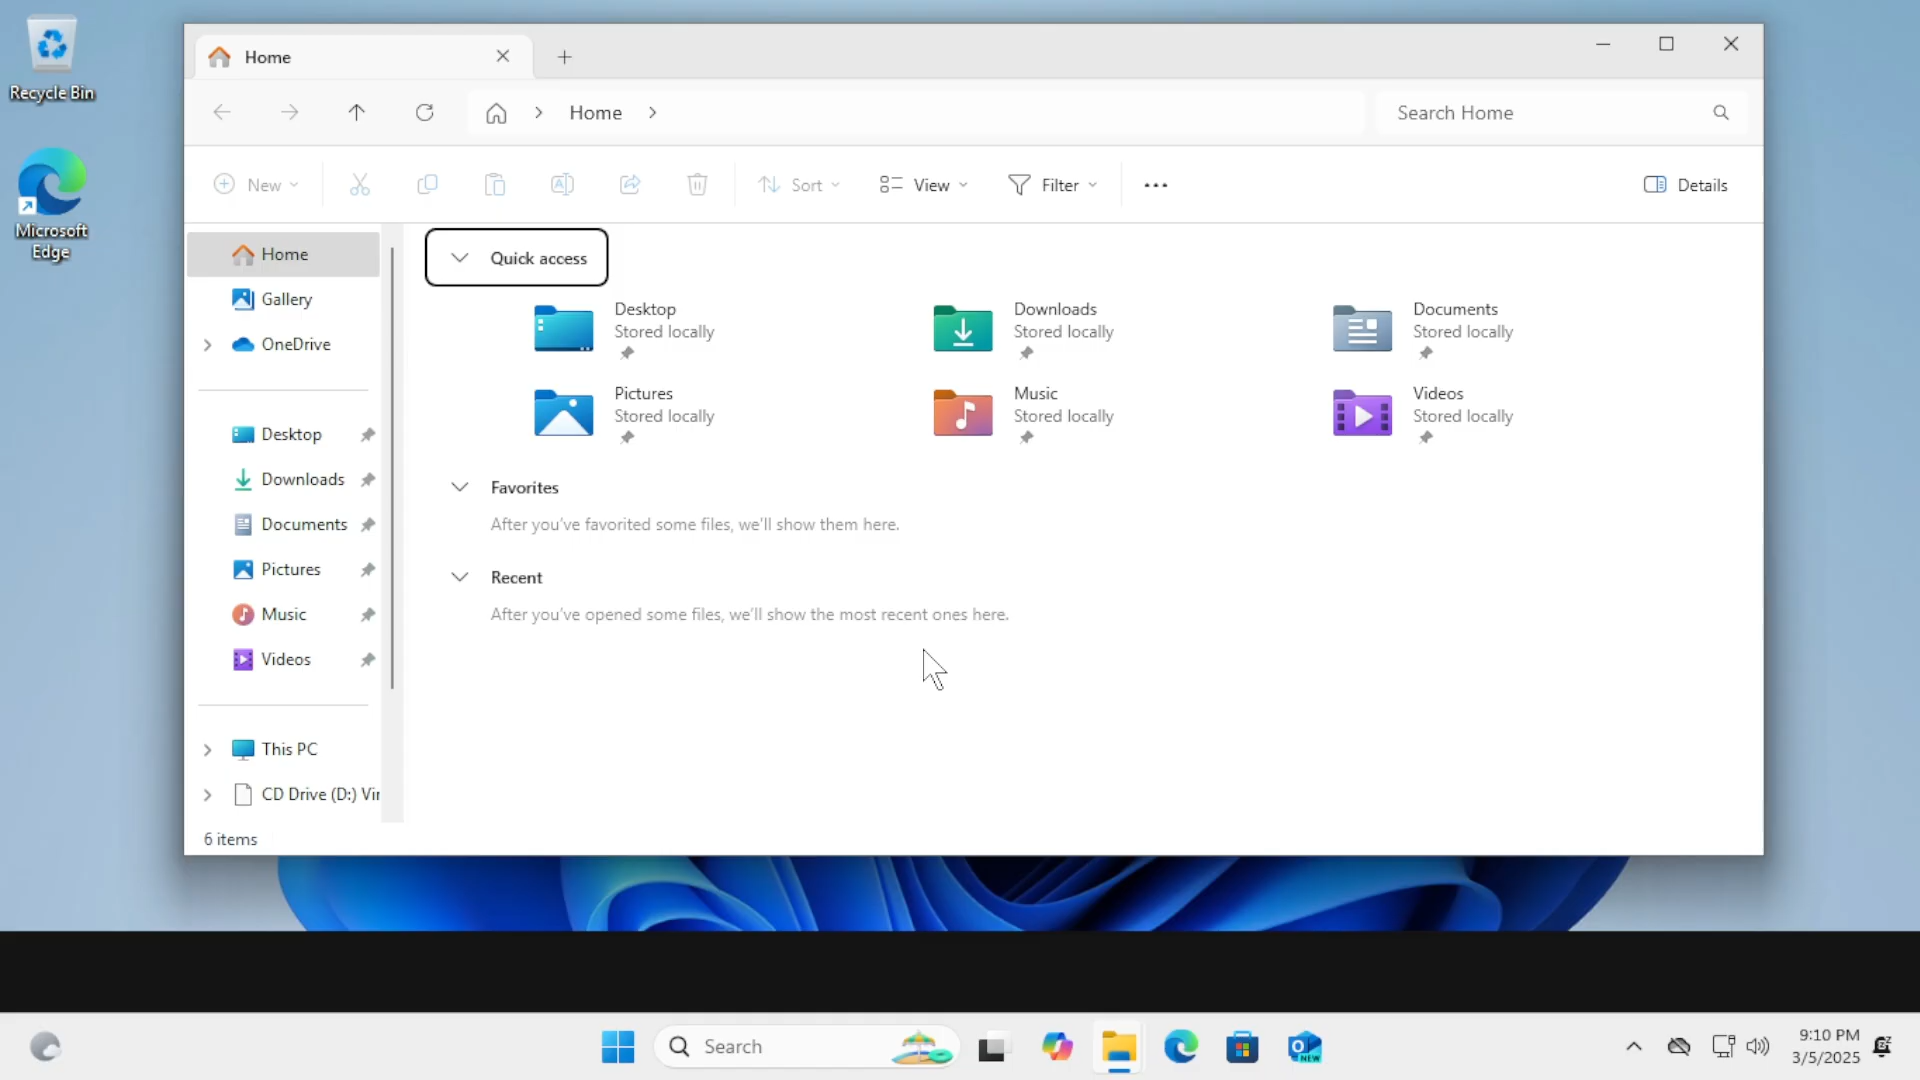 Recycle Bin
Microsoft
Edge
Home
Home
Search Home
New
Sort
View
Filter
Details
Home
Gallery
OneDrive
Desktop
Downloads
Documents
Pictures
Music
Videos
This PC
CD Drive (D:) Vir
6 items
Quick access
Desktop
Stored locally
Downloads
Stored locally
Documents
Stored locally
Pictures
Stored locally
Music
Stored locally
Videos
Stored locally
Favorites
After you've favorited some files, we'll show them here.
Recent
After you've opened some files, we'll show the most recent ones here.
Search
NEW
9:10 PM
3/5/2025